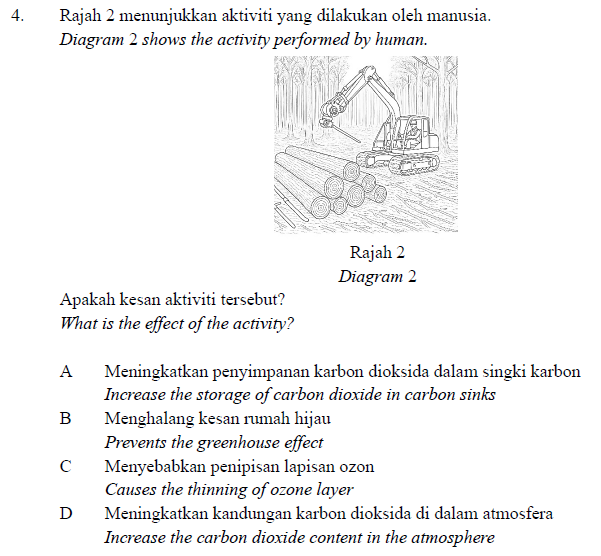 4. Rajah 2 menunjukkan aktiviti yang dilakukan oleh manusia.
Diagram 2 shows the activity performed by human.
Rajah 2
Diagram 2
Apakah kesan aktiviti tersebut?
What is the effect of the activity?
A Meningkatkan penyimpanan karbon dioksida dalam singki karbon
Increase the storage of carbon dioxide in carbon sinks
B Menghalang kesan rumah hijau
Prevents the greenhouse effect
C Menyebabkan penipisan lapisan ozon
Causes the thinning of ozone layer
D Meningkatkan kandungan karbon dioksida di dalam atmosfera
Increase the carbon dioxide content in the atmosphere